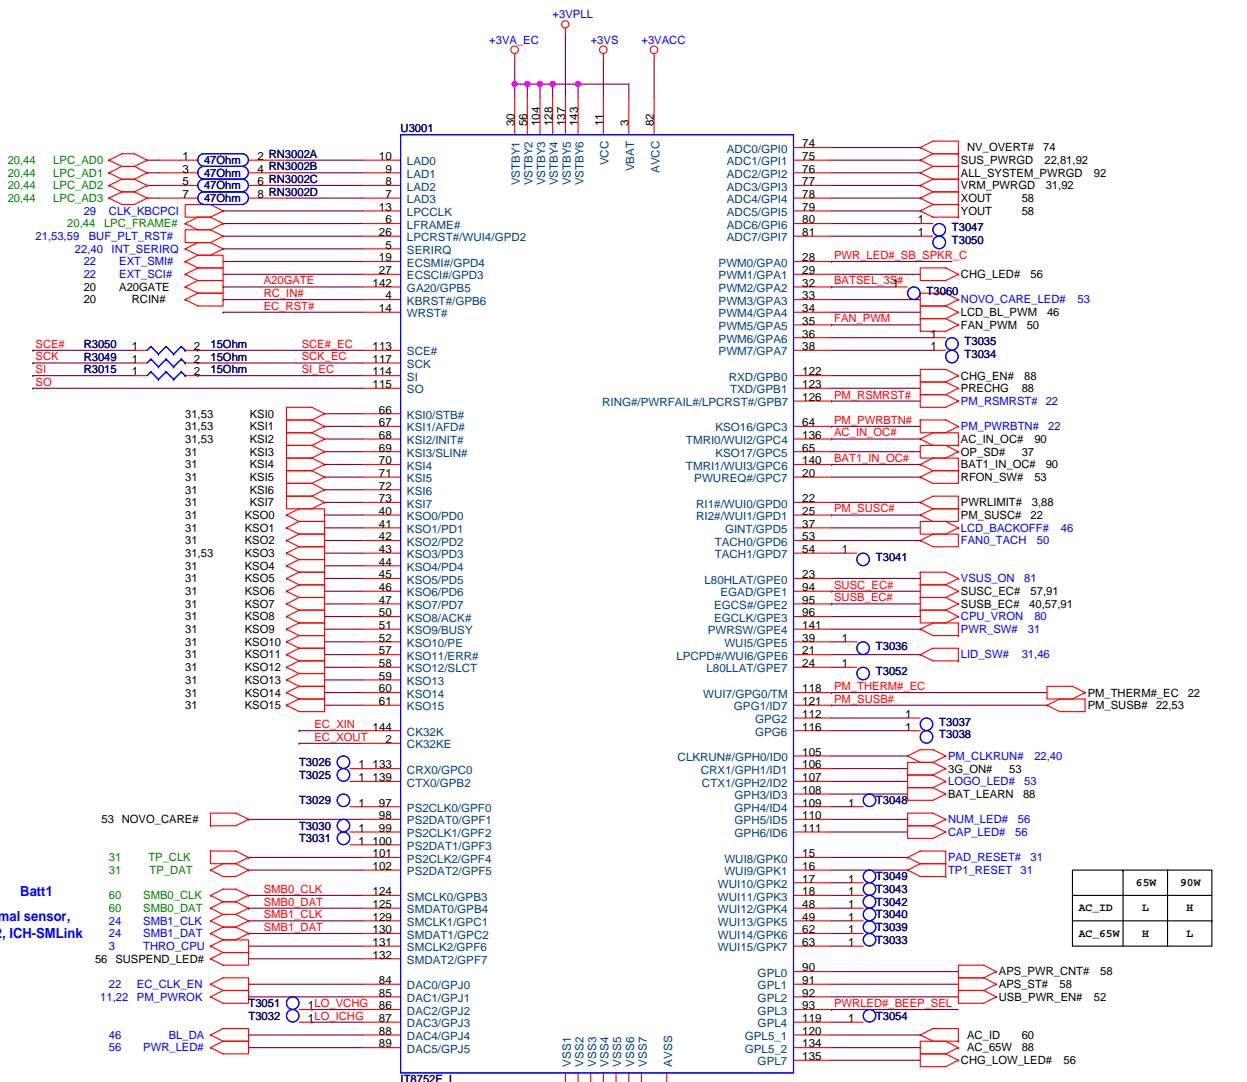 +3VPLL
+3VA_EC +3VS +3VACC
30 56 104 128 137 143 11 3 82
U3001
VSTBY1 VSTBY2 VSTBY3 VSTBY4 VSTBY5 VSTBY6 VCC VBAT AVCC
20,44 LPC_AD0 1 47Ohm 2 RN3002A 10 LAD0
20,44 LPC_AD1 3 47Ohm 4 RN3002B 9 LAD1
20,44 LPC_AD2 5 47Ohm 6 RN3002C 8 LAD2
20,44 LPC_AD3 7 47Ohm 8 RN3002D 7 LAD3
29 CLK_KBCPCI 13 LPCCLK
20,44 LPC_FRAME# 6 LFRAME#
21,53,59 BUF_PLT_RST# 26 LPCRST#/WUI4/GPD2
22,40 INT_SERIRQ 5 SERIRQ
22 EXT_SMI# 19 ECSMI#/GPD4
22 EXT_SCI# 27 ECSCI#/GPD3
20 A20GATE A20GATE 142 GA20/GPB5
20 RCIN# RC_IN# 4 KBRST#/GPB6
EC_RST# 14 WRST#
SCE# R3050 1 2 15Ohm SCE#_EC 113 SCE#
SCK R3049 1 2 15Ohm SCK_EC 117 SCK
SI R3015 1 2 15Ohm SI_EC 114 SI
SO 115 SO
31,53 KSI0 66 KSI0/STB#
31,53 KSI1 67 KSI1/AFD#
31,53 KSI2 68 KSI2/INIT#
31 KSI3 69 KSI3/SLIN#
31 KSI4 70 KSI4
31 KSI5 71 KSI5
31 KSI6 72 KSI6
31 KSI7 73 KSI7
31 KSO0 40 KSO0/PD0
31 KSO1 41 KSO1/PD1
31 KSO2 42 KSO2/PD2
31,53 KSO3 43 KSO3/PD3
31 KSO4 44 KSO4/PD4
31 KSO5 45 KSO5/PD5
31 KSO6 46 KSO6/PD6
31 KSO7 47 KSO7/PD7
31 KSO8 50 KSO8/ACK#
31 KSO9 51 KSO9/BUSY
31 KSO10 52 KSO10/PE
31 KSO11 57 KSO11/ERR#
31 KSO12 58 KSO12/SLCT
31 KSO13 59 KSO13
31 KSO14 60 KSO14
31 KSO15 61 KSO15
EC_XIN 144 CK32K
EC_XOUT 2 CK32KE
T3026 1 133 CRX0/GPC0
T3025 1 139 CTX0/GPB2
T3029 1 97 PS2CLK0/GPF0
53 NOVO_CARE# 98 PS2DAT0/GPF1
T3030 1 99 PS2CLK1/GPF2
T3031 1 100 PS2DAT1/GPF3
31 TP_CLK 101 PS2CLK2/GPF4
31 TP_DAT 102 PS2DAT2/GPF5
Batt1
mal sensor,
2, ICH-SMLink
60 SMB0_CLK SMB0_CLK 124 SMCLK0/GPB3
60 SMB0_DAT SMB0_DAT 125 SMDAT0/GPB4
24 SMB1_CLK SMB1_CLK 129 SMCLK1/GPC1
24 SMB1_DAT SMB1_DAT 130 SMDAT1/GPC2
3 THRO_CPU 131 SMCLK2/GPF6
56 SUSPEND_LED# 132 SMDAT2/GPF7
22 EC_CLK_EN 84 DAC0/GPJ0
11,22 PM_PWROK 85 DAC1/GPJ1
T3051 1 LO_VCHG 86 DAC2/GPJ2
T3032 1 LO_ICHG 87 DAC3/GPJ3
46 BL_DA 88 DAC4/GPJ4
56 PWR_LED# 89 DAC5/GPJ5
ADC0/GPI0 74 NV_OVERT# 74
ADC1/GPI1 75 SUS_PWRGD 22,81,92
ADC2/GPI2 76 ALL_SYSTEM_PWRGD 92
ADC3/GPI3 77 VRM_PWRGD 31,92
ADC4/GPI4 78 XOUT 58
ADC5/GPI5 79 YOUT 58
ADC6/GPI6 80 1 T3047
ADC7/GPI7 81 1 T3050
PWM0/GPA0 28 PWR_LED#_SB_SPKR_C
PWM1/GPA1 29 CHG_LED# 56
PWM2/GPA2 32 BATSEL_3S# 1 T3060
PWM3/GPA3 33 NOVO_CARE_LED# 53
PWM4/GPA4 34 LCD_BL_PWM 46
PWM5/GPA5 35 FAN_PWM FAN_PWM 50
PWM6/GPA6 36 1 T3035
PWM7/GPA7 38 1 T3034
RXD/GPB0 122 CHG_EN# 88
TXD/GPB1 123 PRECHG 88
RING#/PWRFAIL#/LPCRST#/GPB7 126 PM_RSMRST# PM_RSMRST# 22
KSO16/GPC3 64 PM_PWRBTN# PM_PWRBTN# 22
TMRI0/WUI2/GPC4 136 AC_IN_OC# AC_IN_OC# 90
KSO17/GPC5 65 OP_SD# 37
TMRI1/WUI3/GPC6 140 BAT1_IN_OC# BAT1_IN_OC# 90
PWUREQ#/GPC7 20 RFON_SW# 53
RI1#/WUI0/GPD0 22 PWRLIMIT# 3,88
RI2#/WUI1/GPD1 25 PM_SUSC# PM_SUSC# 22
GINT/GPD5 37 LCD_BACKOFF# 46
TACH0/GPD6 53 FAN0_TACH 50
TACH1/GPD7 54 1 T3041
L80HLAT/GPE0 23 VSUS_ON 81
EGAD/GPE1 94 SUSC_EC# SUSC_EC# 57,91
EGCS#/GPE2 95 SUSB_EC# SUSB_EC# 40,57,91
EGCLK/GPE3 96 CPU_VRON 80
PWRSW/GPE4 141 PWR_SW# 31
WUI5/GPE5 39 1 T3036
LPCPD#/WUI6/GPE6 21 LID_SW# 31,46
L80LLAT/GPE7 24 1 T3052
WUI7/GPG0/TM 118 PM_THERM#_EC PM_THERM#_EC 22
GPG1/ID7 121 PM_SUSB# PM_SUSB# 22,53
GPG2 112 1 T3037
GPG6 116 1 T3038
CLKRUN#/GPH0/ID0 105 PM_CLKRUN# 22,40
CRX1/GPH1/ID1 106 3G_ON# 53
CTX1/GPH2/ID2 107 LOGO_LED# 53
GPH3/ID3 108 BAT_LEARN 88
GPH4/ID4 109 1 T3048
GPH5/ID5 110 NUM_LED# 56
GPH6/ID6 111 CAP_LED# 56
WUI8/GPK0 15 PAD_RESET# 31
WUI9/GPK1 16 TP1_RESET 31
WUI10/GPK2 17 1 T3049
WUI11/GPK3 18 1 T3043
WUI12/GPK4 48 1 T3042
WUI13/GPK5 49 1 T3040
WUI14/GPK6 62 1 T3039
WUI15/GPK7 63 1 T3033
65W 90W
AC_ID L H
AC_65W H L
GPL0 90 APS_PWR_CNT# 58
GPL1 91 APS_ST# 58
GPL2 92 USB_PWR_EN# 52
GPL3 93 PWRLED#_BEEP_SEL
GPL4 119 1 T3054
GPL5_1 120 AC_ID 60
GPL5_2 134 AC_65W 88
GPL7 135 CHG_LOW_LED# 56
VSS1 VSS2 VSS3 VSS4 VSS5 VSS6 VSS7 AVSS
IT8752E_L